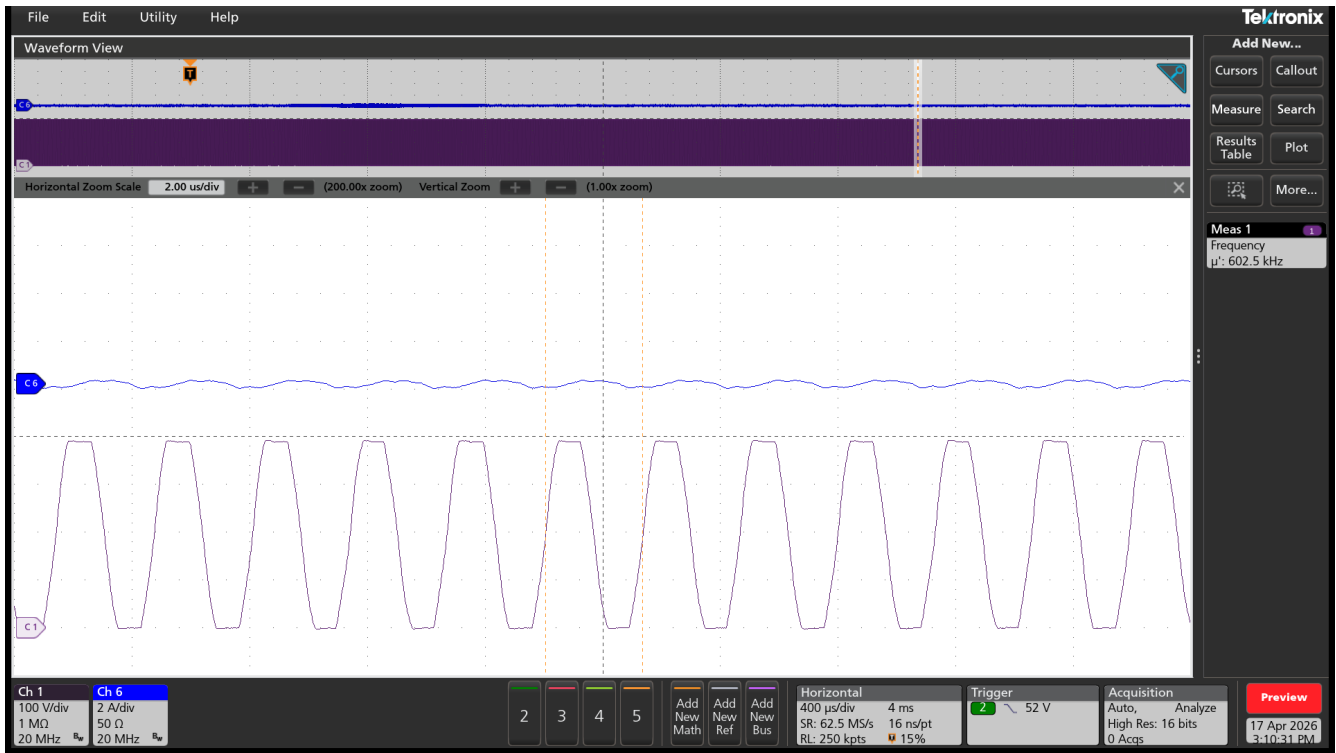 File Edit Utility Help
Tektronix
Waveform View
T
C6
C1
Horizontal Zoom Scale 2.00 us/div + − (200.00x zoom) Vertical Zoom + − (1.00x zoom)
C6
C1
Add New...
Cursors Callout
Measure Search
Results Table Plot
More...
Meas 1 1
Frequency
µ': 602.5 kHz
Ch 1
100 V/div
1 MΩ
20 MHz Bw
Ch 6
2 A/div
50 Ω
20 MHz Bw
2 3 4 5
Add New Math
Add New Ref
Add New Bus
Horizontal
400 µs/div 4 ms
SR: 62.5 MS/s 16 ns/pt
RL: 250 kpts T 15%
Trigger
2 52 V
Acquisition
Auto, Analyze
High Res: 16 bits
0 Acqs
Preview
17 Apr 2026
3:10:31 PM